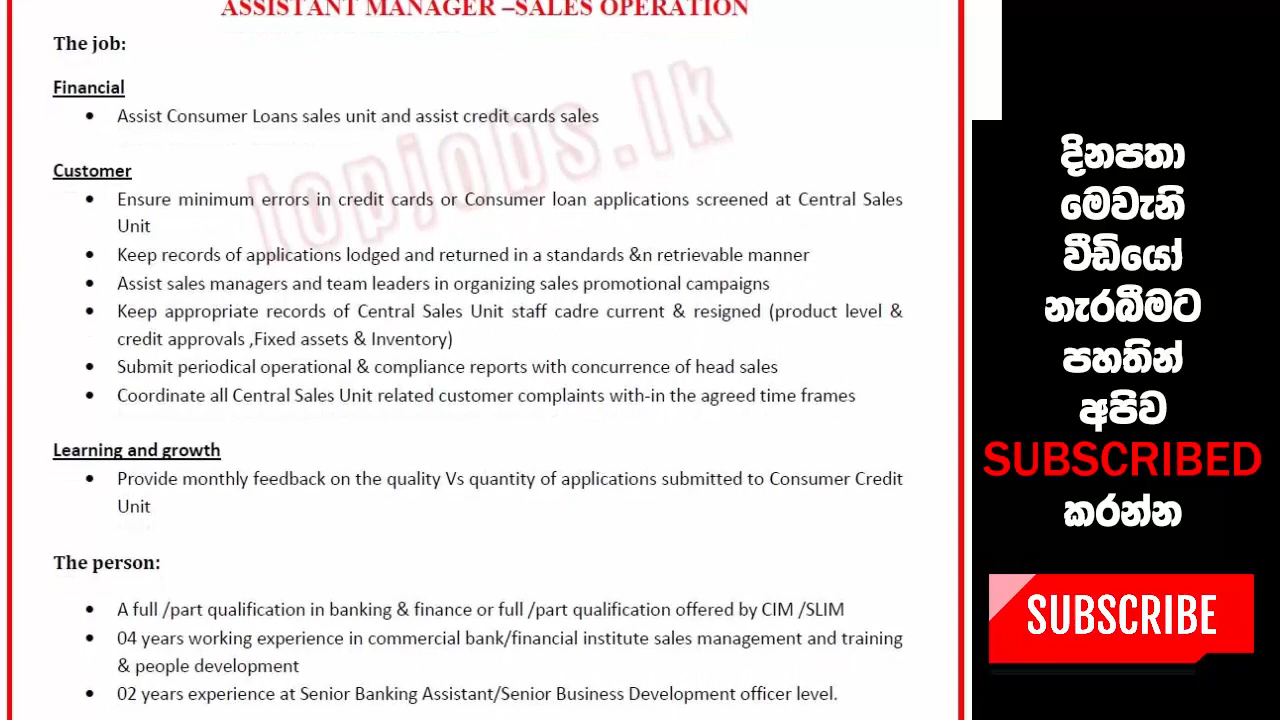 ASSISTANT MANAGER –SALES OPERATION
The job:
Financial
• Assist Consumer Loans sales unit and assist credit cards sales
Customer
• Ensure minimum errors in credit cards or Consumer loan applications screened at Central Sales
Unit
• Keep records of applications lodged and returned in a standards &n retrievable manner
• Assist sales managers and team leaders in organizing sales promotional campaigns
• Keep appropriate records of Central Sales Unit staff cadre current & resigned (product level &
credit approvals ,Fixed assets & Inventory)
• Submit periodical operational & compliance reports with concurrence of head sales
• Coordinate all Central Sales Unit related customer complaints with-in the agreed time frames
Learning and growth
• Provide monthly feedback on the quality Vs quantity of applications submitted to Consumer Credit
Unit
The person:
• A full /part qualification in banking & finance or full /part qualification offered by CIM /SLIM
• 04 years working experience in commercial bank/financial institute sales management and training
& people development
• 02 years experience at Senior Banking Assistant/Senior Business Development officer level.
topjobs.lk
දිනපතා
මෙවැනි
වීඩියෝ
නැරබීමට
පහතින්
අපිව
SUBSCRIBED
කරන්න
SUBSCRIBE